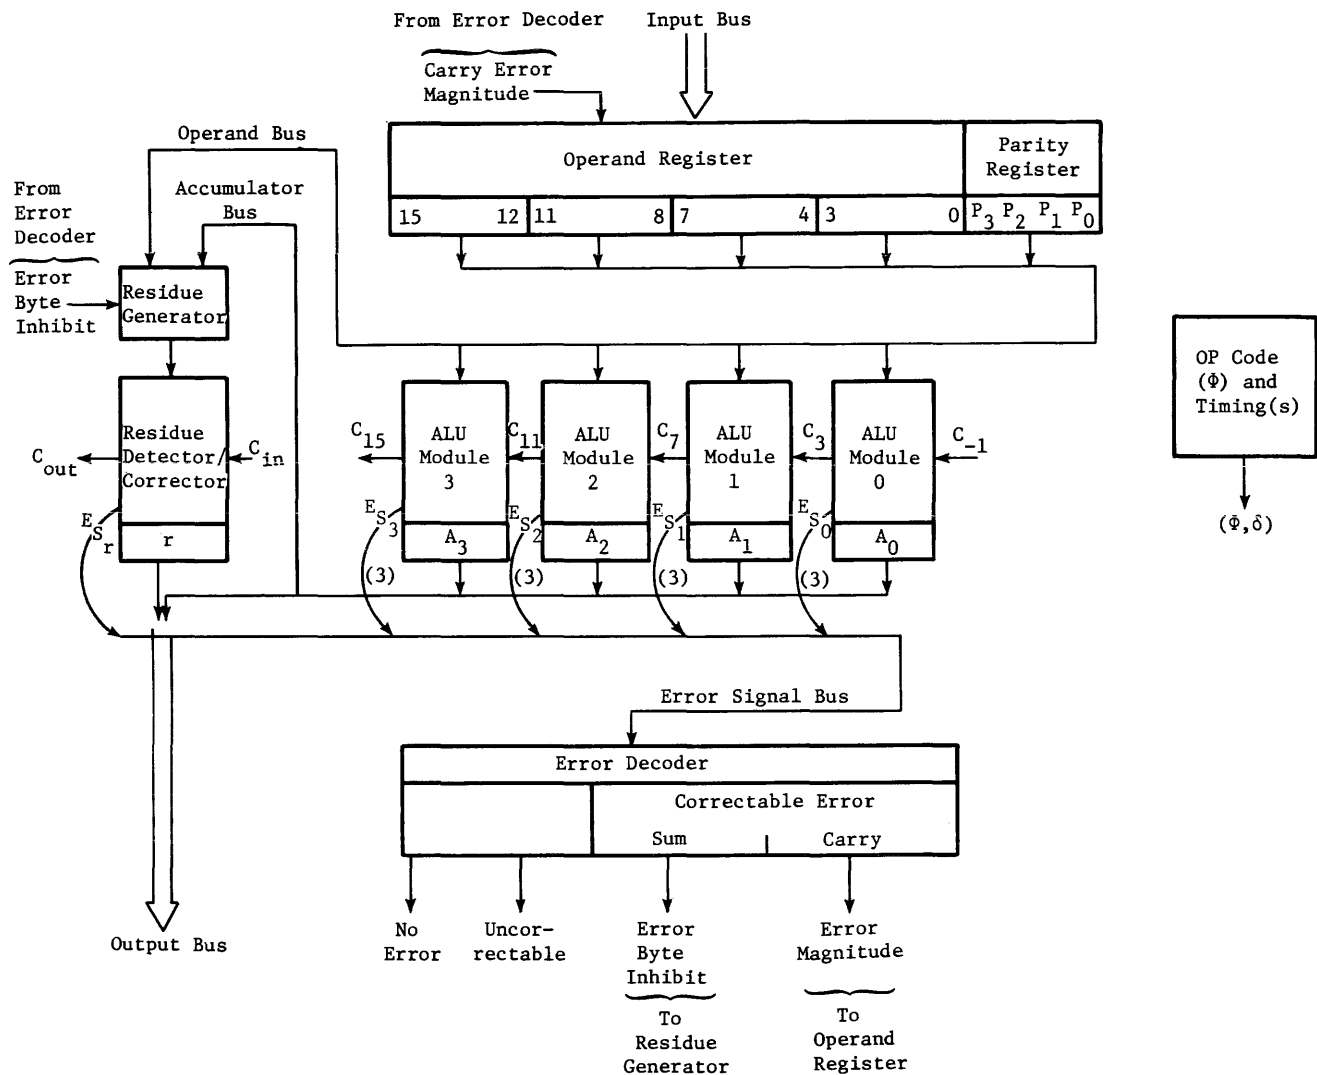 From Error Decoder
Input Bus
Carry Error
Magnitude
Operand Bus
Operand Register
Parity
Register
From
Error
Decoder
Accumulator
Bus
15 12 11 8 7 4 3 0 P3 P2 P1 P0
Error
Byte
Inhibit
Residue
Generator
OP Code
(Φ) and
Timing(s)
(Φ,δ)
Cout
Residue
Detector/
Corrector
Cin
C15
ALU
Module
3
C11
ALU
Module
2
C7
ALU
Module
1
C3
ALU
Module
0
C-1
ESr
r
ES3
A3
ES2
A2
ES1
A1
ES0
A0
(3) (3) (3) (3)
Error Signal Bus
Error Decoder
Correctable Error
Sum Carry
Output Bus
No
Error
Uncor-
rectable
Error
Byte
Inhibit
Error
Magnitude
To
Residue
Generator
To
Operand
Register